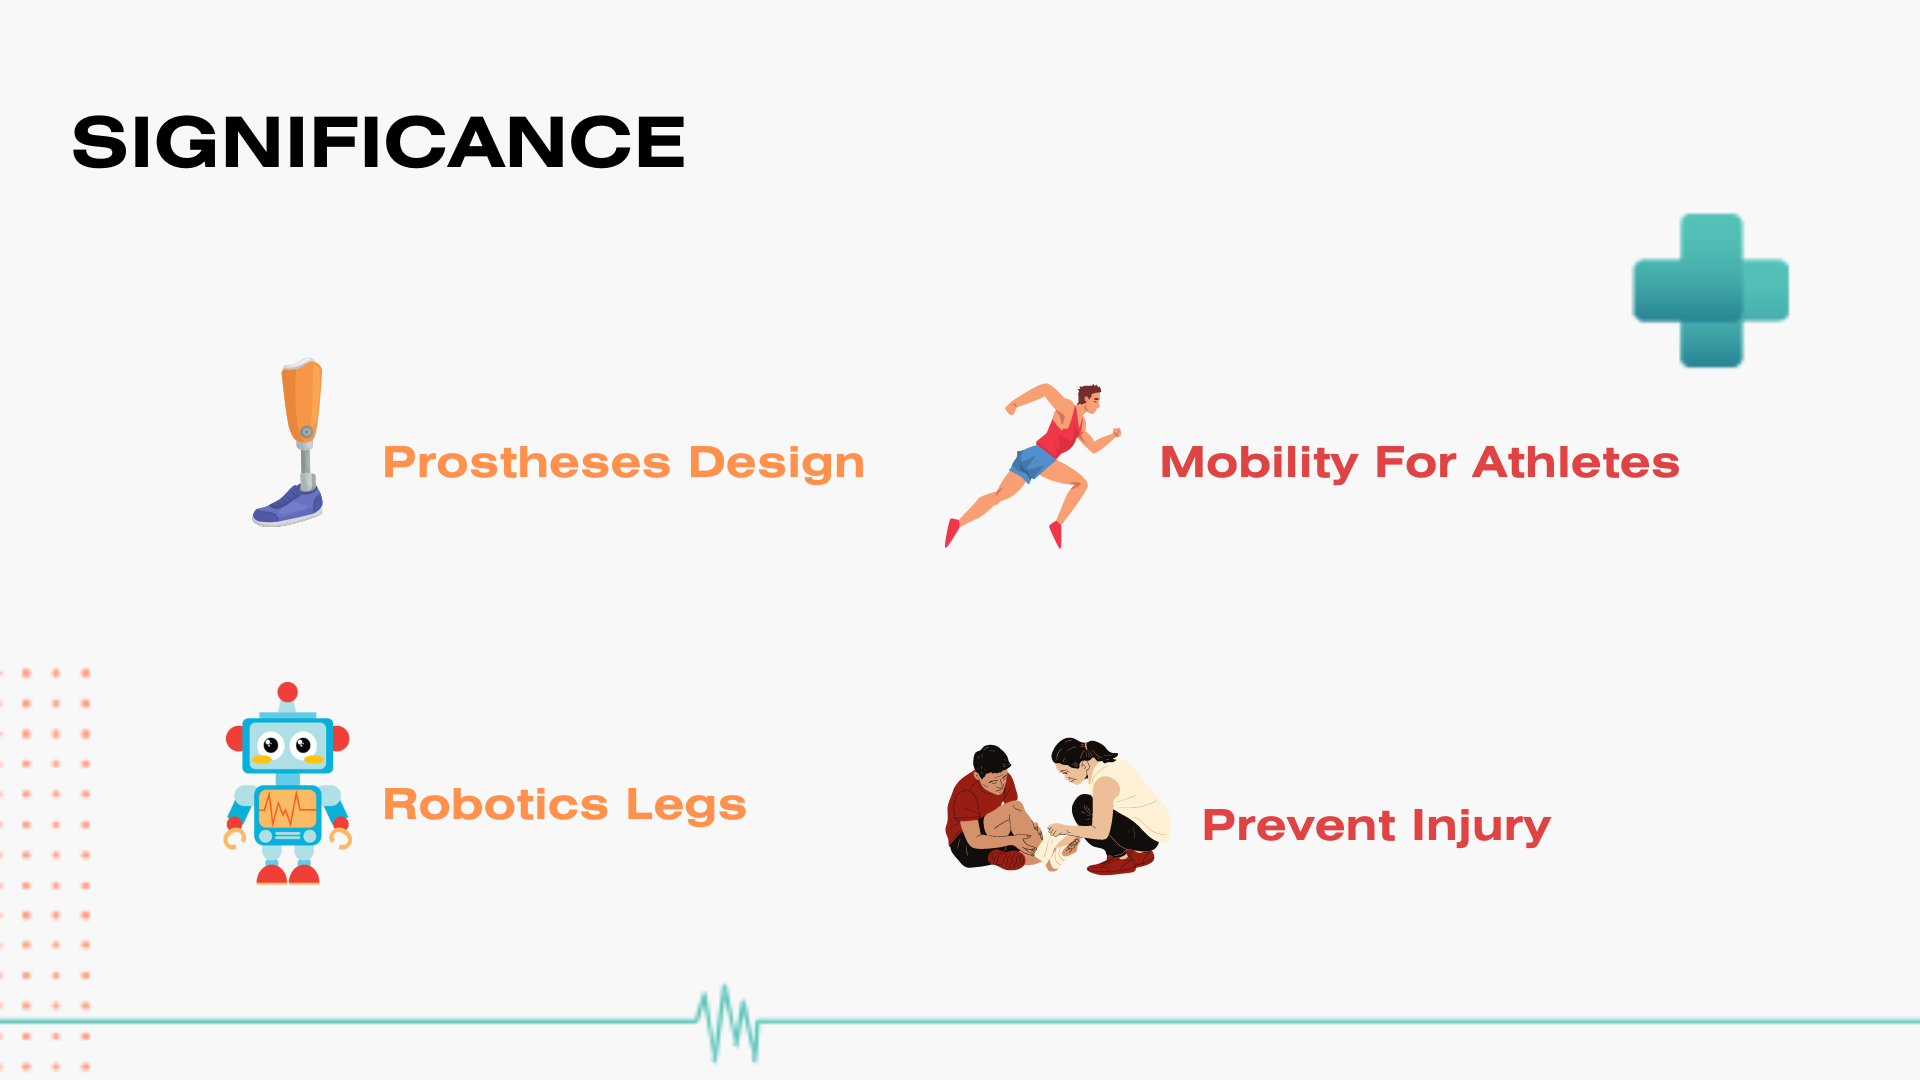 SIGNIFICANCE
Prostheses Design
Mobility For Athletes
Robotics Legs
Prevent Injury